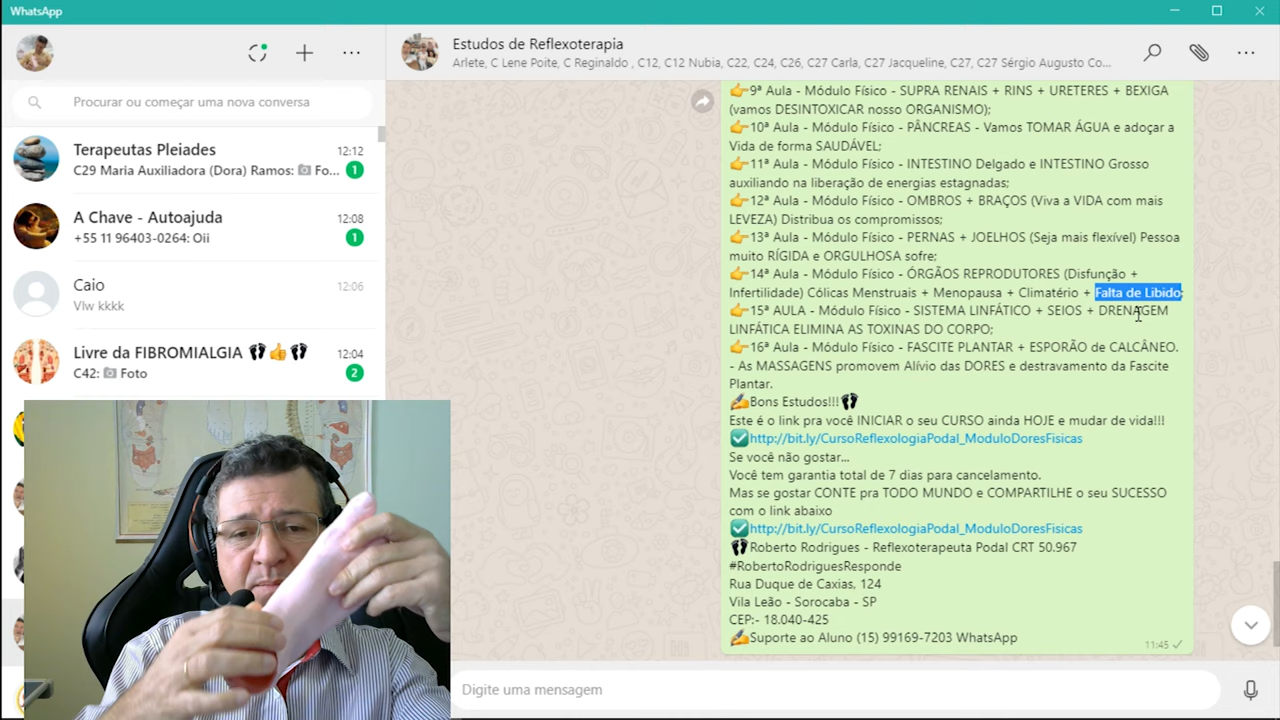 WhatsApp
Procurar ou começar uma nova conversa
Terapeutas Pleiades
12:12
C29 Maria Auxiliadora (Dora) Ramos: 📷 Fo...
1
A Chave - Autoajuda
12:08
+55 11 96403-0264: Oii
1
Caio
12:06
Vlw kkkk
Livre da FIBROMIALGIA 👣👍👣
12:04
C42: 📷 Foto
2
Estudos de Reflexoterapia
Arlete, C Lene Poite, C Reginaldo , C12, C12 Nubia, C22, C24, C26, C27 Carla, C27 Jacqueline, C27, C27 Sérgio Augusto Co...
👉9ª Aula - Módulo Físico - SUPRA RENAIS + RINS + URETERES + BEXIGA
(vamos DESINTOXICAR nosso ORGANISMO);
👉10ª Aula - Módulo Físico - PÂNCREAS - Vamos TOMAR ÁGUA e adoçar a
Vida de forma SAUDÁVEL;
👉11ª Aula - Módulo Físico - INTESTINO Delgado e INTESTINO Grosso
auxiliando na liberação de energias estagnadas;
👉12ª Aula - Módulo Físico - OMBROS + BRAÇOS (Viva a VIDA com mais
LEVEZA) Distribua os compromissos;
👉13ª Aula - Módulo Físico - PERNAS + JOELHOS (Seja mais flexível) Pessoa
muito RÍGIDA e ORGULHOSA sofre;
👉14ª Aula - Módulo Físico - ÓRGÃOS REPRODUTORES (Disfunção +
Infertilidade) Cólicas Menstruais + Menopausa + Climatério + Falta de Libido;
👉15ª AULA - Módulo Físico - SISTEMA LINFÁTICO + SEIOS + DRENAGEM
LINFÁTICA ELIMINA AS TOXINAS DO CORPO;
👉16ª Aula - Módulo Físico - FASCITE PLANTAR + ESPORÃO de CALCÂNEO.
- As MASSAGENS promovem Alívio das DORES e destravamento da Fascite
Plantar.
✍Bons Estudos!!!👣
Este é o link pra você INICIAR o seu CURSO ainda HOJE e mudar de vida!!!
✅http://bit.ly/CursoReflexologiaPodal_ModuloDoresFisicas
Se você não gostar...
Você tem garantia total de 7 dias para cancelamento.
Mas se gostar CONTE pra TODO MUNDO e COMPARTILHE o seu SUCESSO
com o link abaixo
✅http://bit.ly/CursoReflexologiaPodal_ModuloDoresFisicas
👣Roberto Rodrigues - Reflexoterapeuta Podal CRT 50.967
#RobertoRodriguesResponde
Rua Duque de Caxias, 124
Vila Leão - Sorocaba - SP
CEP:- 18.040-425
✍Suporte ao Aluno (15) 99169-7203 WhatsApp
11:45
Digite uma mensagem